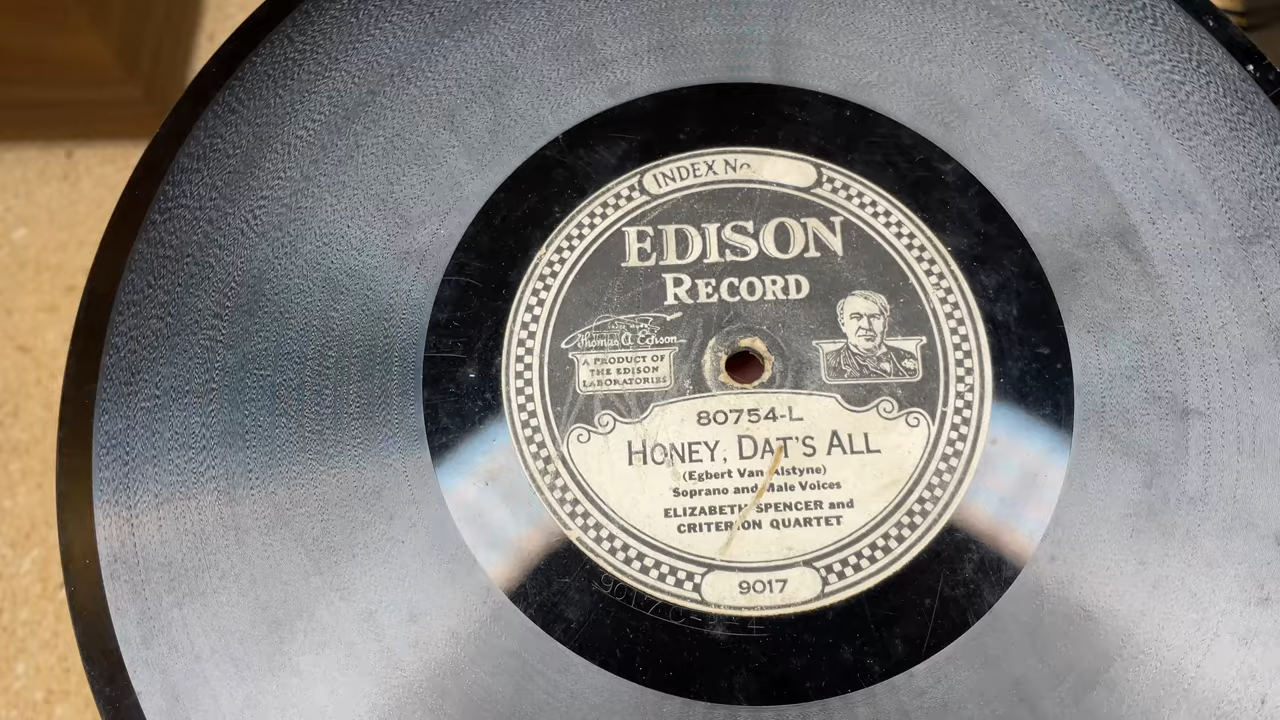 INDEX No.
EDISON
RECORD
Thomas A Edison
A PRODUCT OF
THE EDISON
LABORATORIES
80754-L
HONEY, DAT'S ALL
(Egbert Van Alstyne)
Soprano and Male Voices
ELIZABETH SPENCER and
CRITERION QUARTET
9017